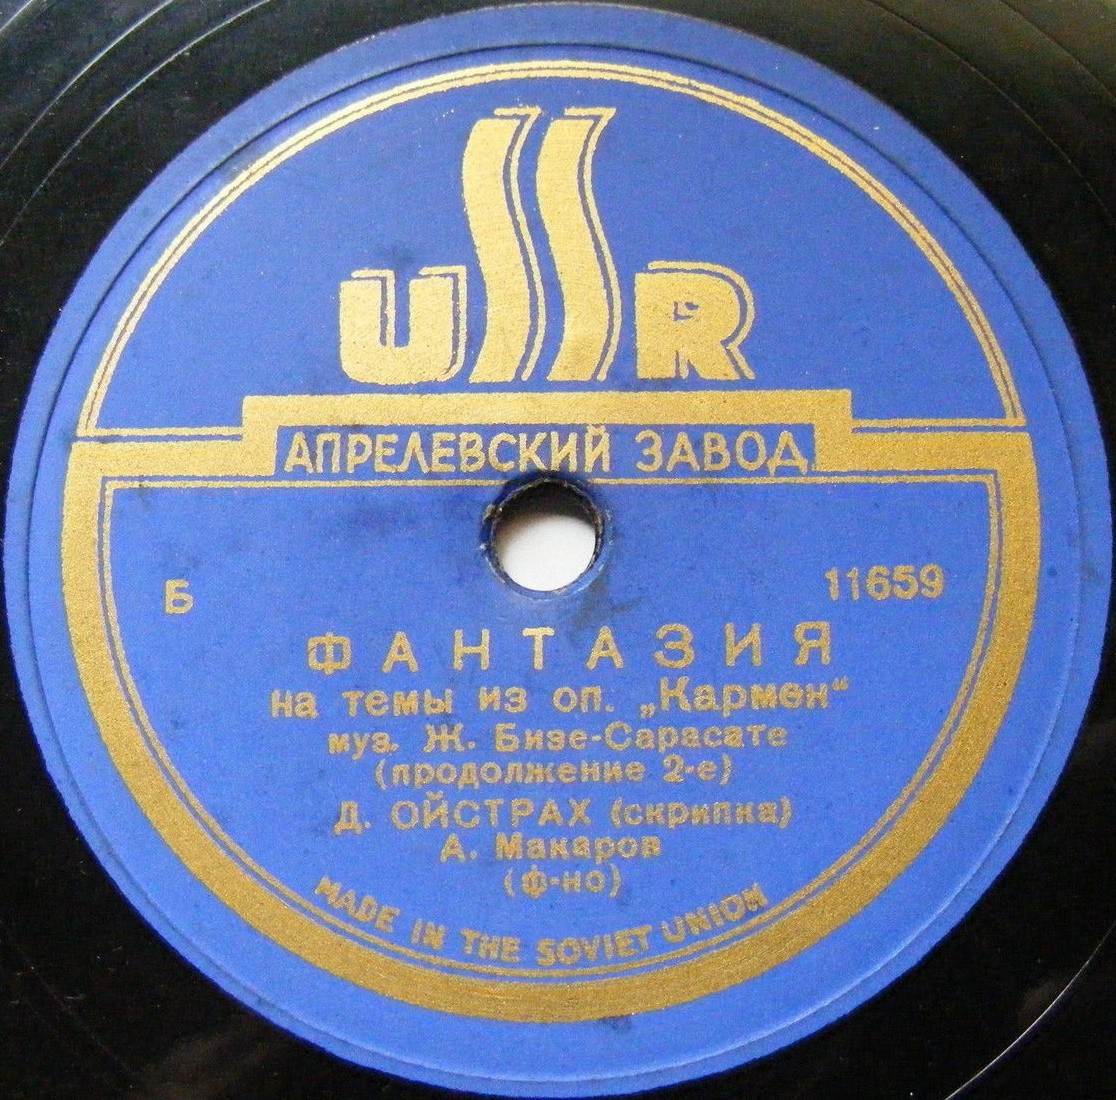 USSR
АПРЕЛЕВСКИЙ ЗАВОД
Б 11659
ФАНТАЗИЯ
на темы из оп. „Кармен“
муз. Ж. Бизе-Сарасате
(продолжение 2-е)
Д. ОЙСТРАХ (скрипка)
А. Макаров
(ф-но)
MADE IN THE SOVIET UNION